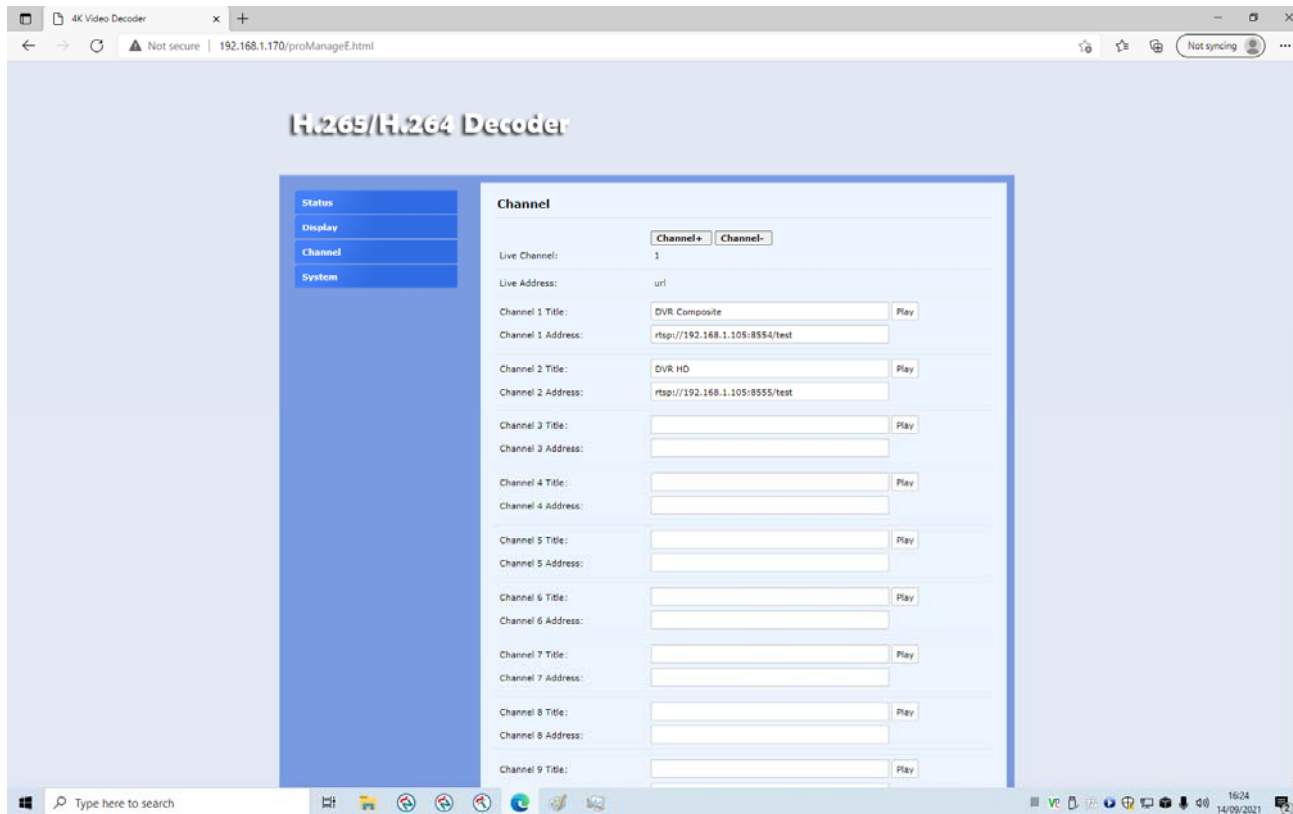 4K Video Decoder
Not secure | 192.168.1.170/proManageE.html
Not syncing
H.265/H.264 Decoder
Status
Display
Channel
System
Channel
Channel+ Channel-
Live Channel: 1
Live Address: url
Channel 1 Title: DVR Composite Play
Channel 1 Address: rtsp://192.168.1.105:8554/test
Channel 2 Title: DVR HD Play
Channel 2 Address: rtsp://192.168.1.105:8555/test
Channel 3 Title: Play
Channel 3 Address:
Channel 4 Title: Play
Channel 4 Address:
Channel 5 Title: Play
Channel 5 Address:
Channel 6 Title: Play
Channel 6 Address:
Channel 7 Title: Play
Channel 7 Address:
Channel 8 Title: Play
Channel 8 Address:
Channel 9 Title: Play
Type here to search
16:24
14/09/2021